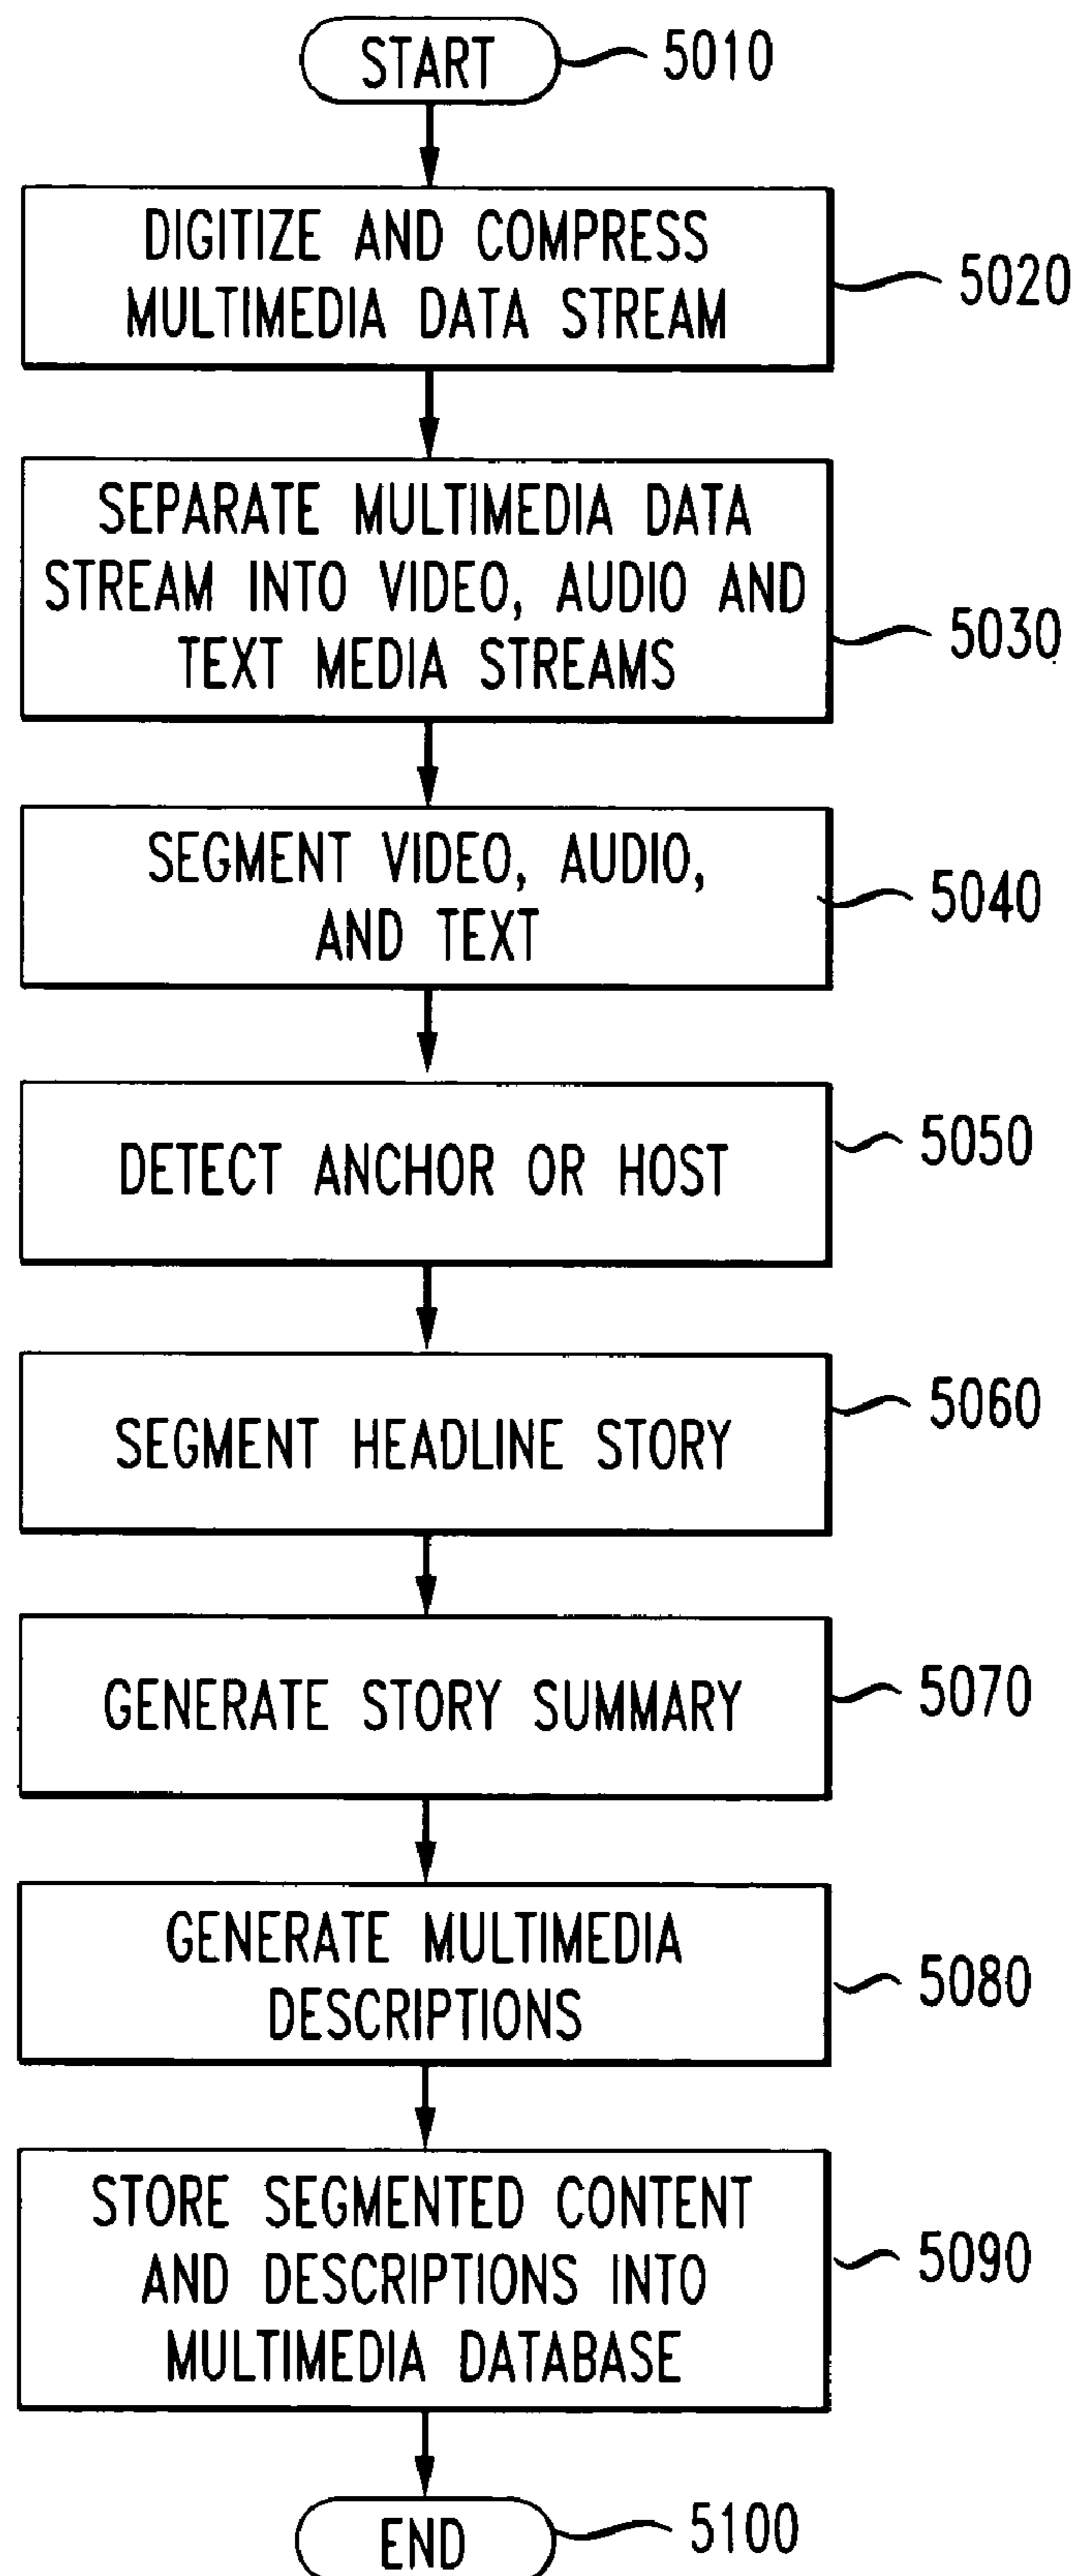 START
5010
DIGITIZE AND COMPRESS
MULTIMEDIA DATA STREAM
5020
SEPARATE MULTIMEDIA DATA
STREAM INTO VIDEO, AUDIO AND
TEXT MEDIA STREAMS
5030
SEGMENT VIDEO, AUDIO,
AND TEXT
5040
DETECT ANCHOR OR HOST
5050
SEGMENT HEADLINE STORY
5060
GENERATE STORY SUMMARY
5070
GENERATE MULTIMEDIA
DESCRIPTIONS
5080
STORE SEGMENTED CONTENT
AND DESCRIPTIONS INTO
MULTIMEDIA DATABASE
5090
END
5100